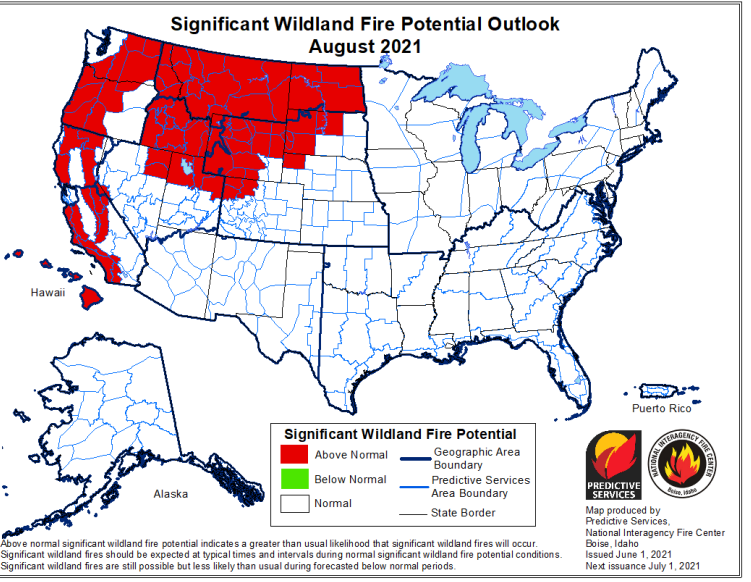 Significant Wildland Fire Potential Outlook
August 2021
Hawaii
Alaska
Puerto Rico
Significant Wildland Fire Potential
Above Normal
Below Normal
Normal
Geographic Area
Boundary
Predictive Services
Area Boundary
State Border
PREDICTIVE
SERVICES
NATIONAL INTERAGENCY FIRE CENTER
Boise, Idaho
Map produced by
Predictive Services,
National Interagency Fire Center
Boise, Idaho
Issued June 1, 2021
Next issuance July 1, 2021
Above normal significant wildland fire potential indicates a greater than usual likelihood that significant wildland fires will occur.
Significant wildland fires should be expected at typical times and intervals during normal significant wildland fire potential conditions.
Significant wildland fires are still possible but less likely than usual during forecasted below normal periods.